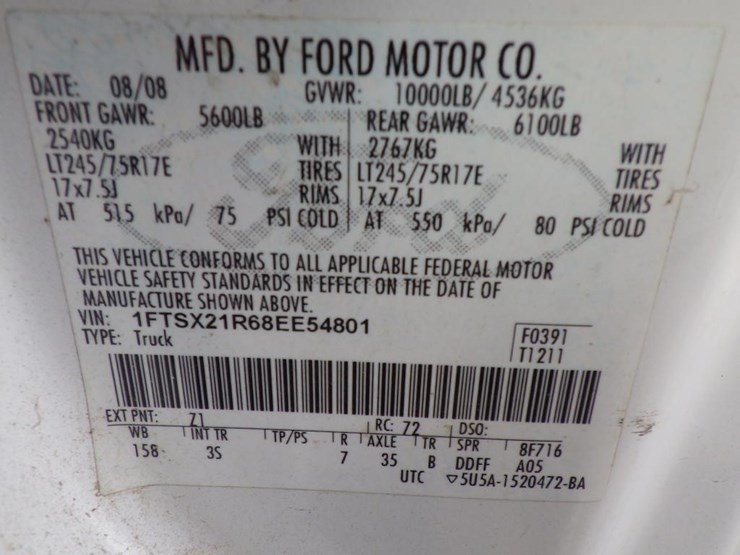 MFD. BY FORD MOTOR CO.
DATE: 08/08 GVWR: 10000LB/ 4536KG
FRONT GAWR: 5600LB REAR GAWR: 6100LB
2540KG WITH 2767KG WITH
LT245/75R17E TIRES LT245/75R17E TIRES
17x7.5J RIMS 17x7.5J RIMS
AT 515 kPa/ 75 PSI COLD AT 550 kPa/ 80 PSI COLD
THIS VEHICLE CONFORMS TO ALL APPLICABLE FEDERAL MOTOR
VEHICLE SAFETY STANDARDS IN EFFECT ON THE DATE OF
MANUFACTURE SHOWN ABOVE.
VIN: 1FTSX21R68EE54801 F0391
TYPE: Truck T1211
EXT PNT: Z1 RC: 72 DSO:
WB INT TR TP/PS R AXLE TR SPR 8F716
158 3S 7 35 B DDFF A05
UTC ▽5U5A-1520472-BA
Ford